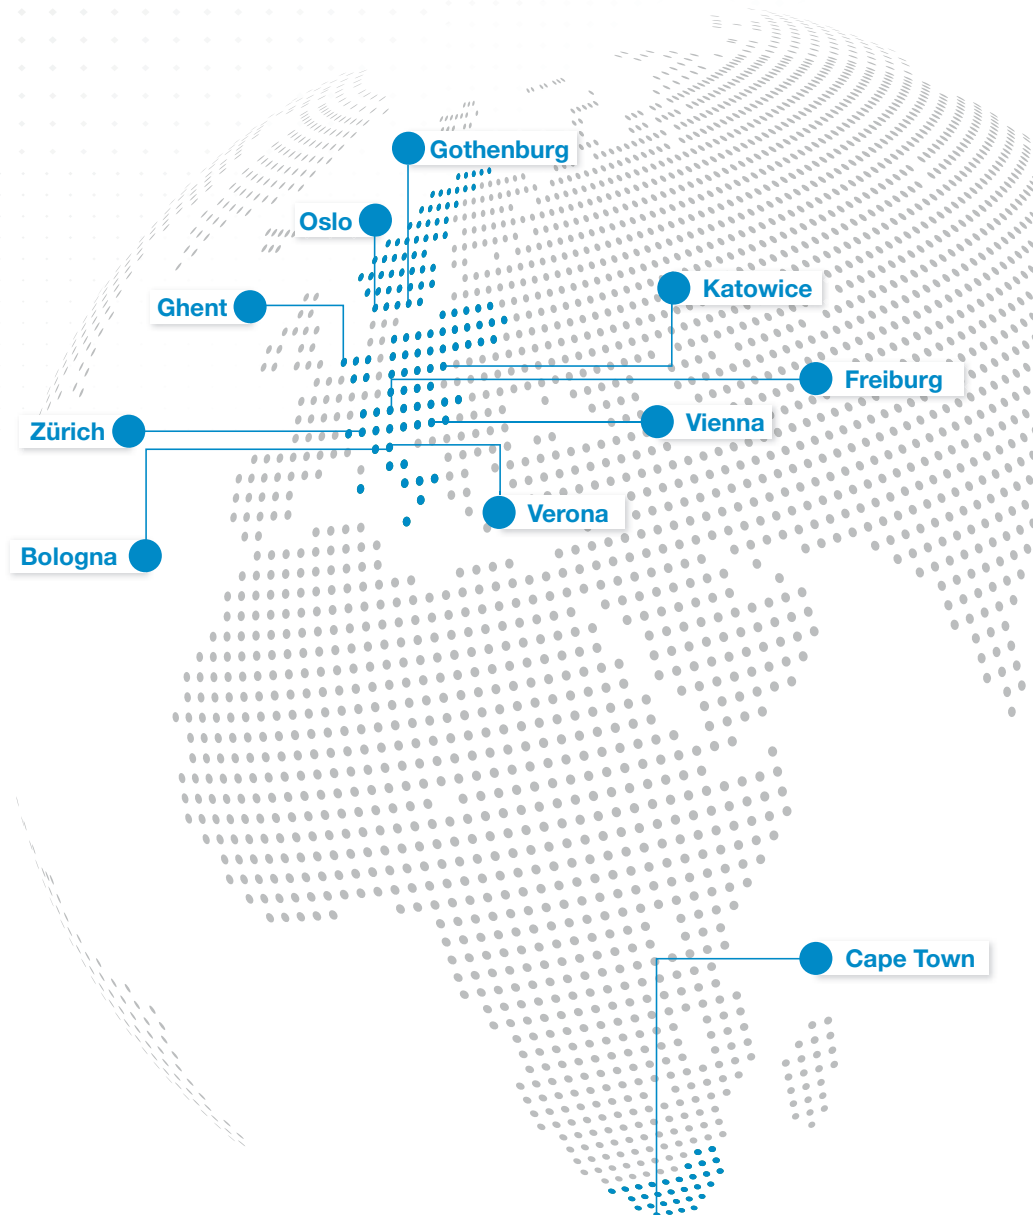 Gothenburg
Oslo
Katowice
Ghent
Freiburg
Vienna
Zürich
Verona
Bologna
Cape Town